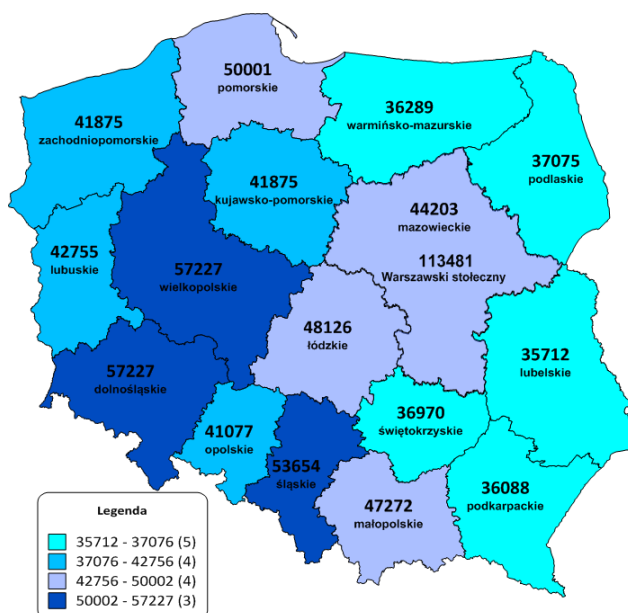 50001
pomorskie
36289
warmińsko-mazurskie
41875
zachodniopomorskie
37075
podlaskie
41875
kujawsko-pomorskie
44203
mazowieckie
42755
lubuskie
57227
wielkopolskie
113481
Warszawski stołeczny
48126
łódzkie
35712
lubelskie
57227
dolnośląskie
36970
świętokrzyskie
41077
opolskie
53654
śląskie
36088
podkarpackie
47272
małopolskie
Legenda
35712 - 37076 (5)
37076 - 42756 (4)
42756 - 50002 (4)
50002 - 57227 (3)